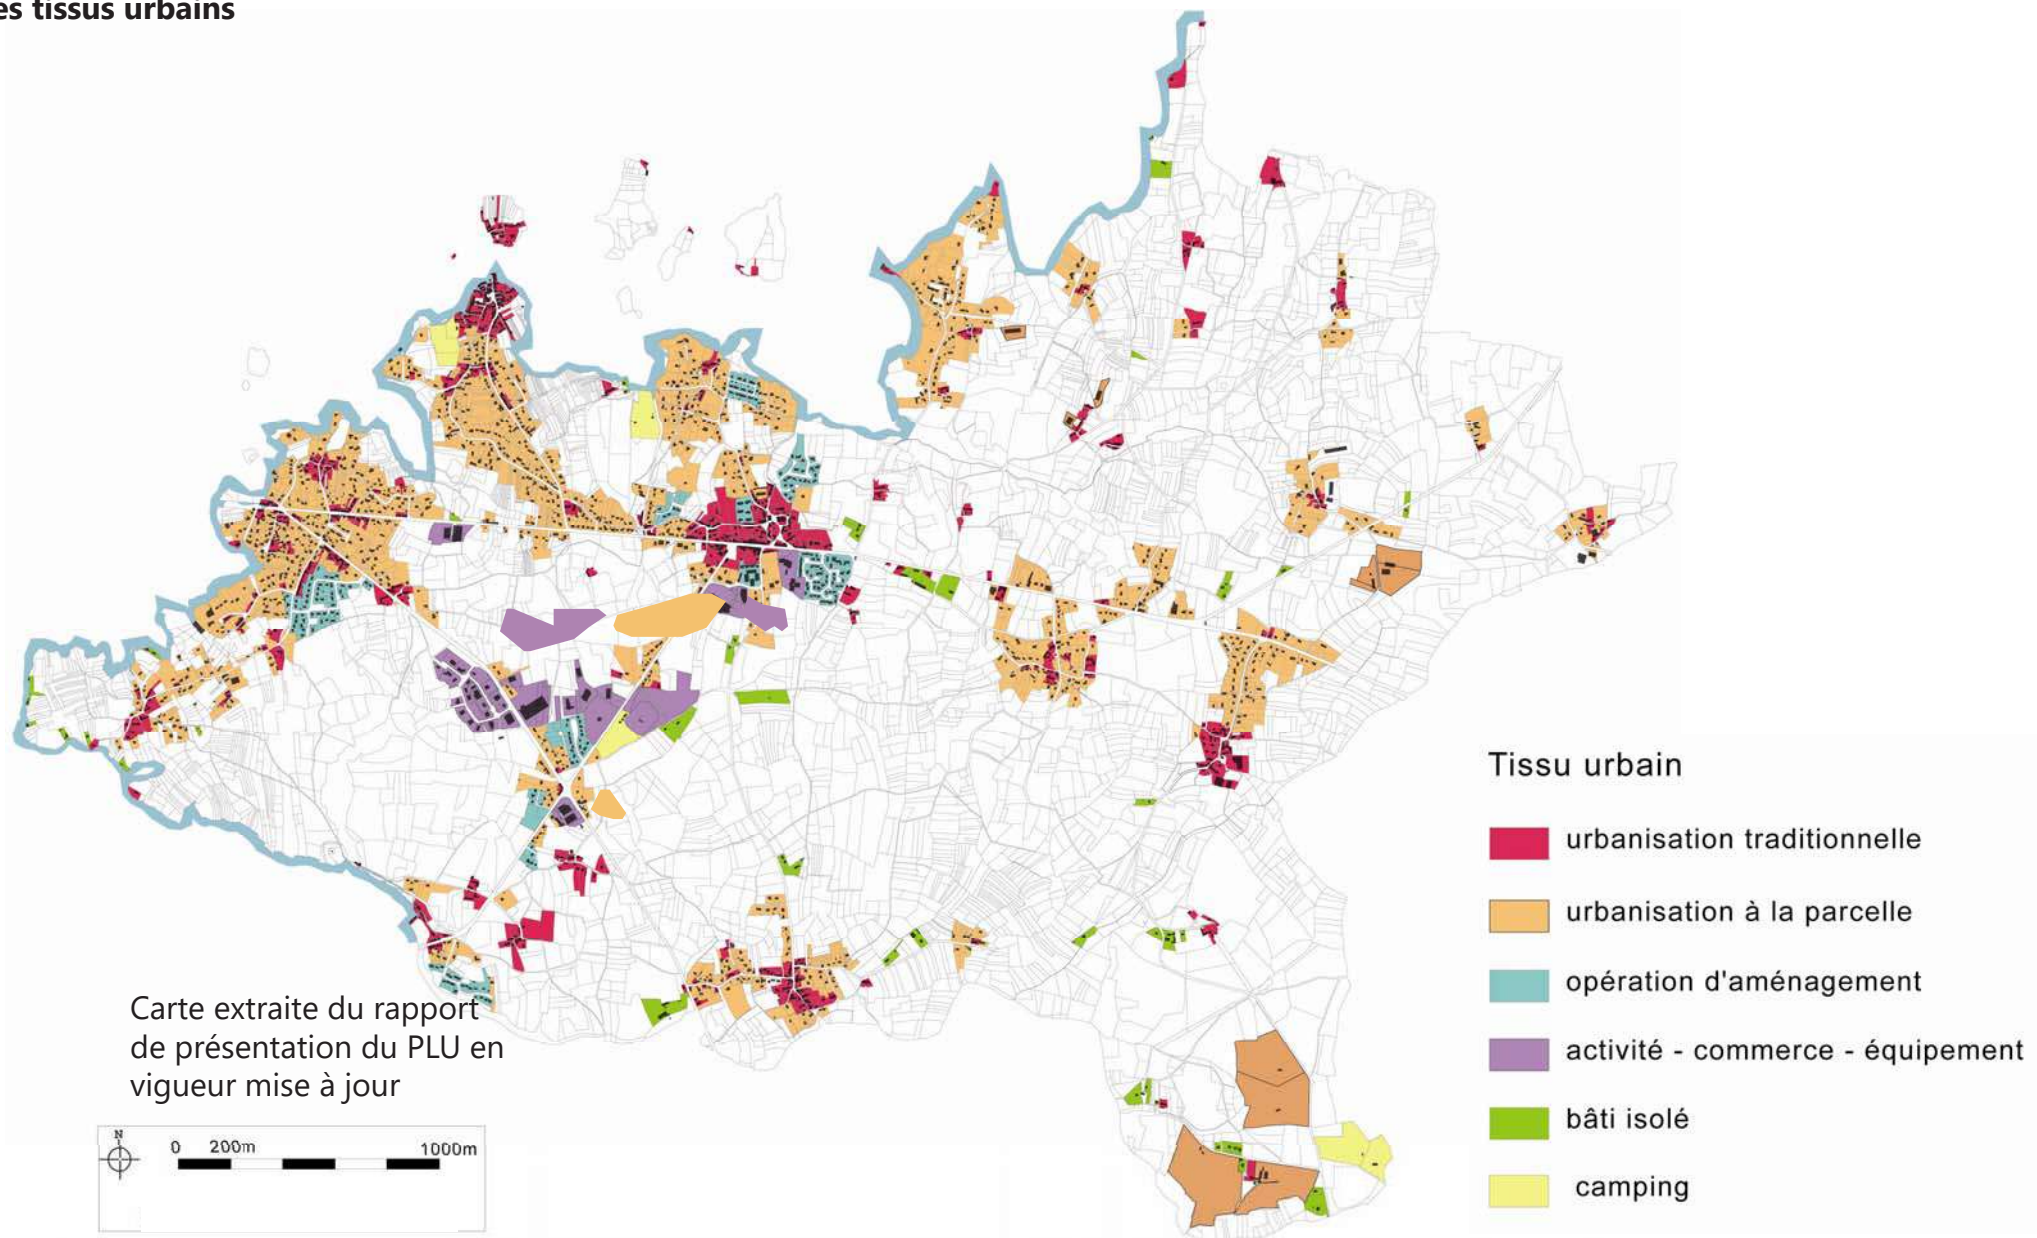 es tissus urbains
Tissu urbain
urbanisation traditionnelle
urbanisation à la parcelle
opération d'aménagement
activité - commerce - équipement
bâti isolé
camping
Carte extraite du rapport
de présentation du PLU en
vigueur mise à jour
N
0 200m 1000m